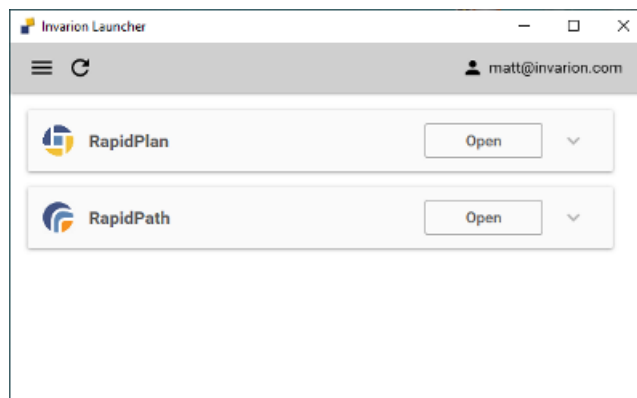 Invarion Launcher
matt@invarion.com
RapidPlan Open
RapidPath Open